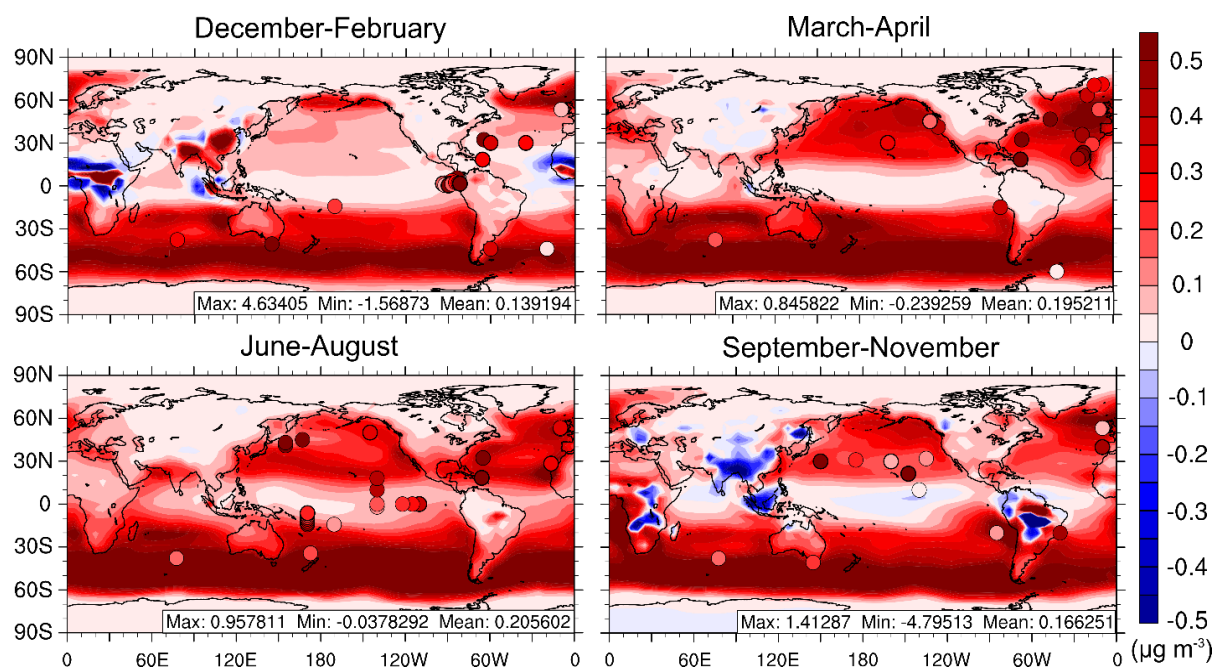 December-February
March-April
90N
60N
30N
0
30S
60S
90S
Max: 4.63405 Min: -1.56873 Mean: 0.139194
Max: 0.845822 Min: -0.239259 Mean: 0.195211
June-August
September-November
90N
60N
30N
0
30S
60S
90S
Max: 0.957811 Min: -0.0378292 Mean: 0.205602
Max: 1.41287 Min: -4.79513 Mean: 0.166251
0 60E 120E 180 120W 60W 0
0 60E 120E 180 120W 60W 0
0.5
0.4
0.3
0.2
0.1
0
-0.1
-0.2
-0.3
-0.4
-0.5
(µg m⁻³)